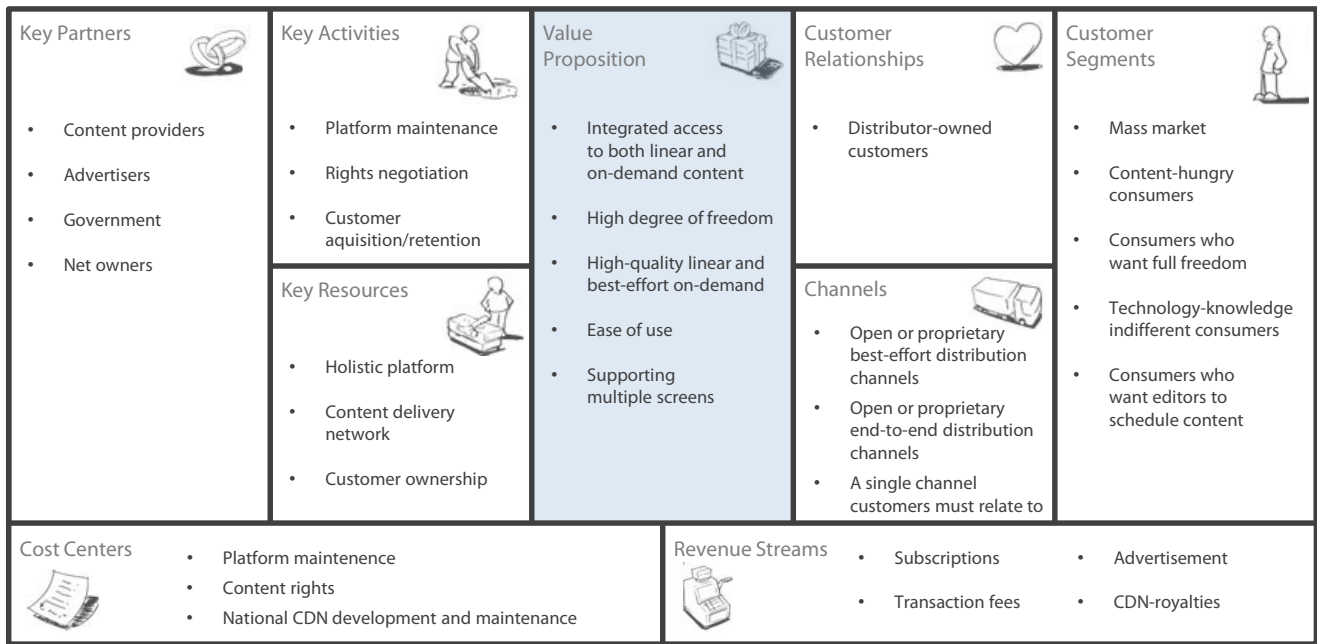 Key Partners
• Content providers
• Advertisers
• Government
• Net owners
Key Activities
• Platform maintenance
• Rights negotiation
• Customer
aquisition/retention
Key Resources
• Holistic platform
• Content delivery
network
• Customer ownership
Value
Proposition
• Integrated access
to both linear and
on-demand content
• High degree of freedom
• High-quality linear and
best-effort on-demand
• Ease of use
• Supporting
multiple screens
Customer
Relationships
• Distributor-owned
customers
Channels
• Open or proprietary
best-effort distribution
channels
• Open or proprietary
end-to-end distribution
channels
• A single channel
customers must relate to
Customer
Segments
• Mass market
• Content-hungry
consumers
• Consumers who
want full freedom
• Technology-knowledge
indifferent consumers
• Consumers who
want editors to
schedule content
Cost Centers
• Platform maintenence
• Content rights
• National CDN development and maintenance
Revenue Streams
• Subscriptions
• Transaction fees
• Advertisement
• CDN-royalties